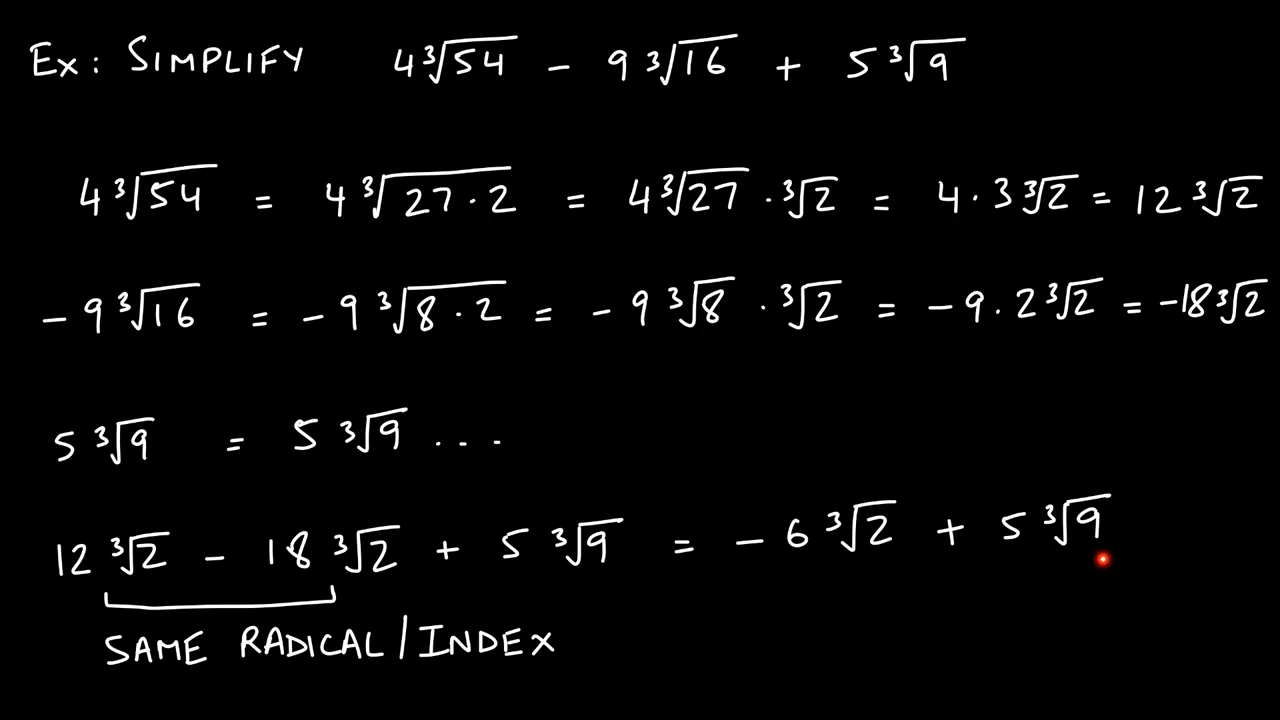 Ex: SIMPLIFY 4∛54 - 9∛16 + 5∛9
4∛54 = 4∛27·2 = 4∛27 · ∛2 = 4·3∛2 = 12∛2
-9∛16 = -9∛8·2 = -9∛8 · ∛2 = -9·2∛2 = -18∛2
5∛9 = 5∛9 ...
12∛2 - 18∛2 + 5∛9 = -6∛2 + 5∛9
SAME RADICAL/INDEX